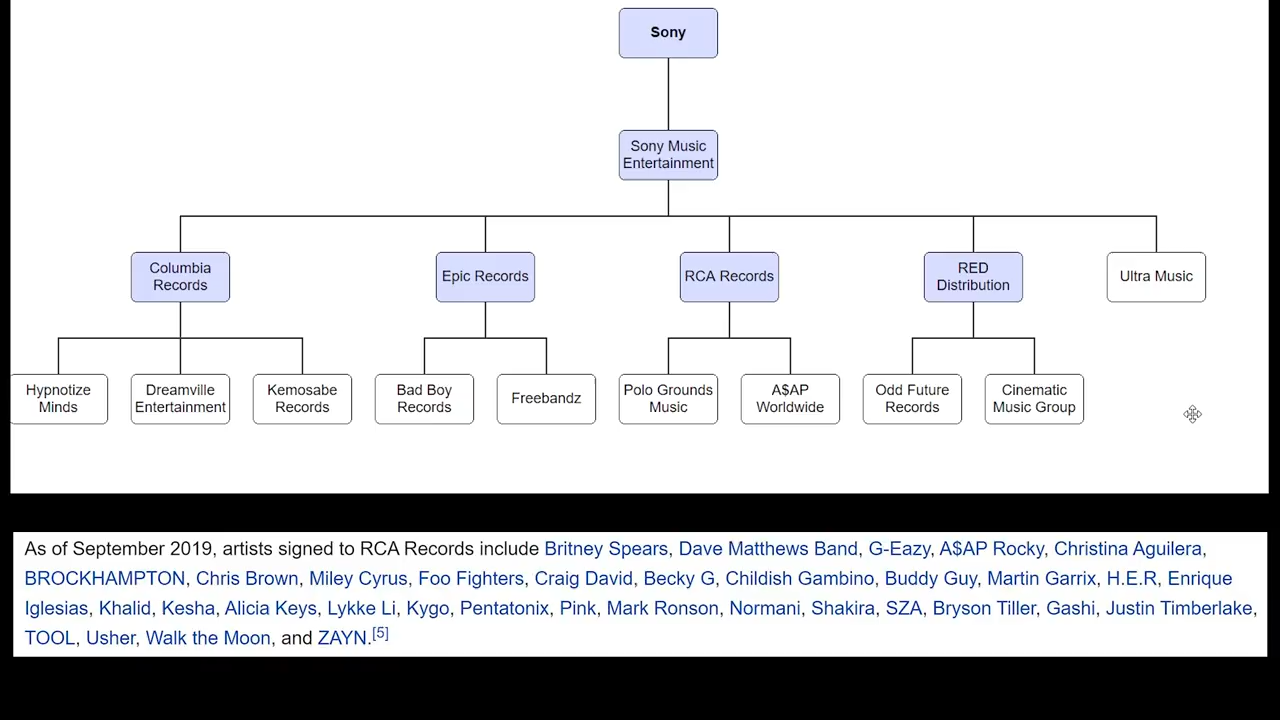 Sony
Sony Music
Entertainment
Columbia
Records
Epic Records
RCA Records
RED
Distribution
Ultra Music
Hypnotize
Minds
Dreamville
Entertainment
Kemosabe
Records
Bad Boy
Records
Freebandz
Polo Grounds
Music
A$AP
Worldwide
Odd Future
Records
Cinematic
Music Group
As of September 2019, artists signed to RCA Records include Britney Spears, Dave Matthews Band, G-Eazy, A$AP Rocky, Christina Aguilera,
BROCKHAMPTON, Chris Brown, Miley Cyrus, Foo Fighters, Craig David, Becky G, Childish Gambino, Buddy Guy, Martin Garrix, H.E.R, Enrique
Iglesias, Khalid, Kesha, Alicia Keys, Lykke Li, Kygo, Pentatonix, Pink, Mark Ronson, Normani, Shakira, SZA, Bryson Tiller, Gashi, Justin Timberlake,
TOOL, Usher, Walk the Moon, and ZAYN.[5]